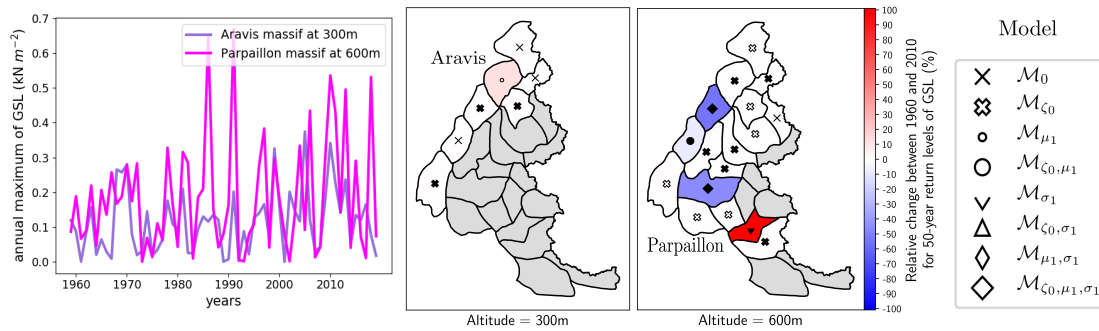 annual maximum of GSL (kN m⁻²)
0.7
0.6
0.5
0.4
0.3
0.2
0.1
0.0
Aravis massif at 300m
Parpaillon massif at 600m
1960
1970
1980
1990
2000
2010
years
Aravis
Altitude = 300m
Parpaillon
Altitude = 600m
100
90
80
70
60
50
40
30
20
10
0
-10
-20
-30
-40
-50
-60
-70
-80
-90
-100
Relative change between 1960 and 2010
for 50-year return levels of GSL (%)
Model
ℳ₀
ℳ_ζ₀
ℳ_μ₁
ℳ_ζ₀,μ₁
ℳ_σ₁
ℳ_ζ₀,σ₁
ℳ_μ₁,σ₁
ℳ_ζ₀,μ₁,σ₁